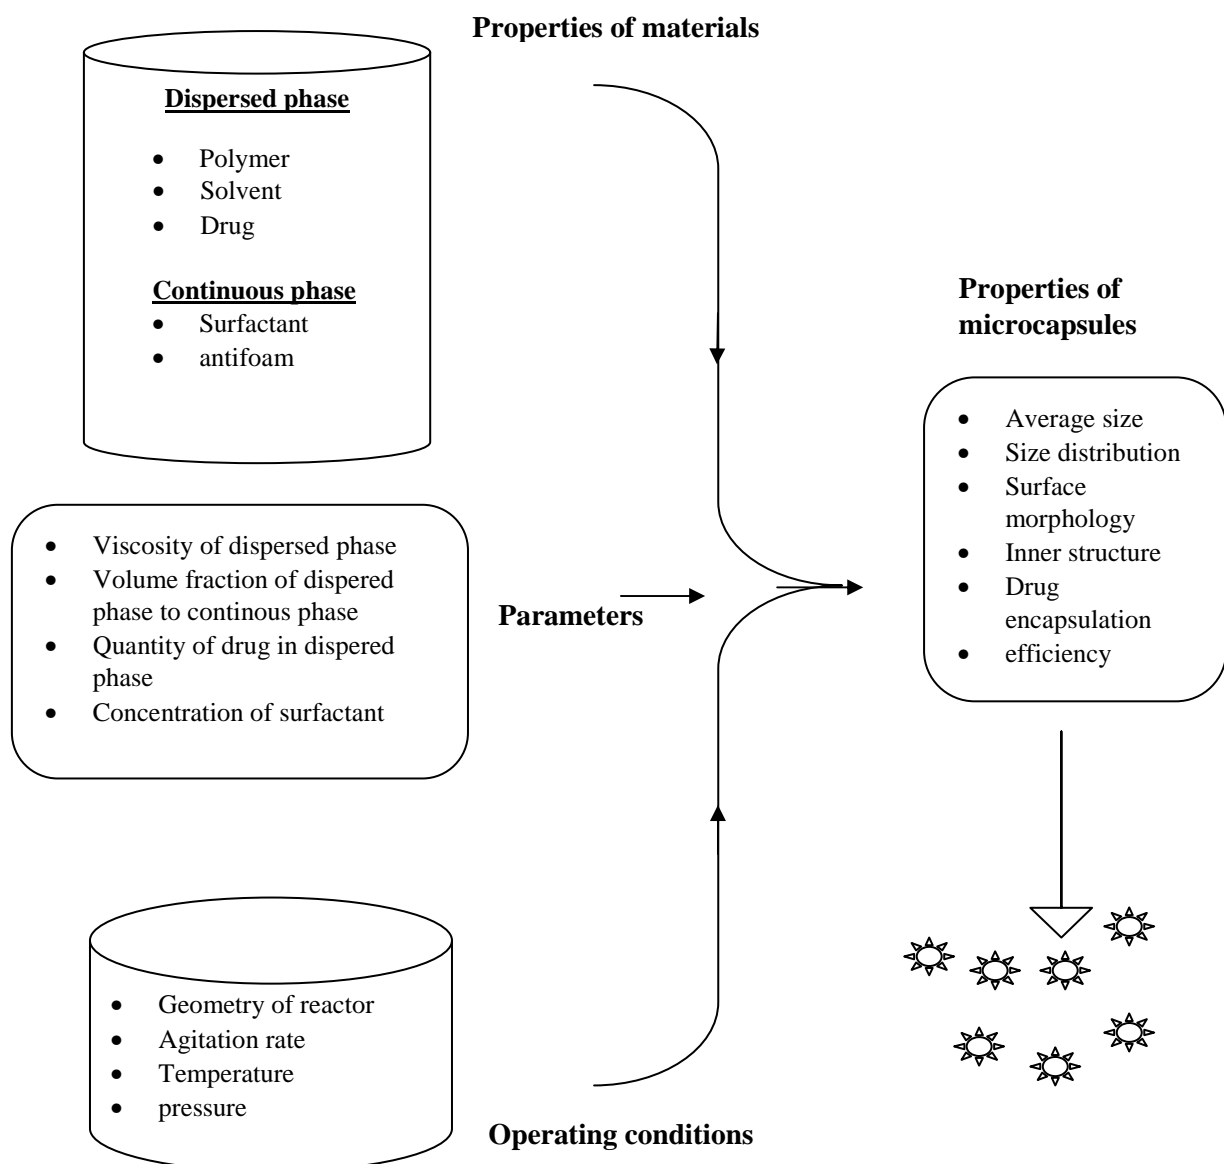 Properties of materials
Dispersed phase
• Polymer
• Solvent
• Drug
Continuous phase
• Surfactant
• antifoam
• Viscosity of dispersed phase
• Volume fraction of dispered
phase to continous phase
• Quantity of drug in dispered
phase
• Concentration of surfactant
Parameters
• Geometry of reactor
• Agitation rate
• Temperature
• pressure
Operating conditions
Properties of
microcapsules
• Average size
• Size distribution
• Surface
morphology
• Inner structure
• Drug
encapsulation
• efficiency